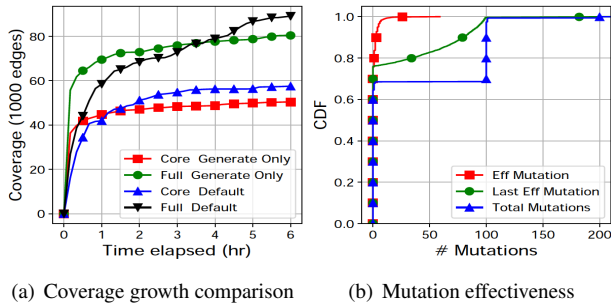 Coverage (1000 edges)
80
60
40
20
0
Core Generate Only
Full Generate Only
Core Default
Full Default
0 1 2 3 4 5 6
Time elapsed (hr)
(a) Coverage growth comparison
CDF
1.0
0.8
0.6
0.4
0.2
0.0
Eff Mutation
Last Eff Mutation
Total Mutations
0 50 100 150 200
# Mutations
(b) Mutation effectiveness